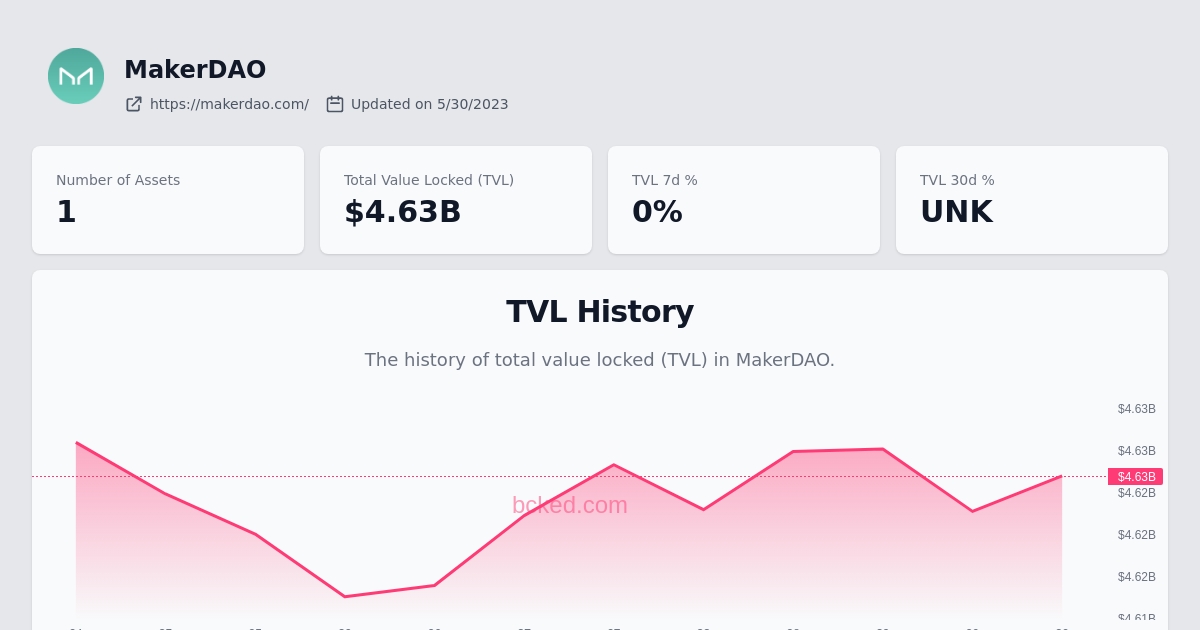 MakerDAO
https://makerdao.com/ Updated on 5/30/2023
Number of Assets
1
Total Value Locked (TVL)
$4.63B
TVL 7d %
0%
TVL 30d %
UNK
TVL History
The history of total value locked (TVL) in MakerDAO.
$4.63B
$4.63B
$4.63B
$4.62B
bcked.com
$4.62B
$4.62B
$4.61B